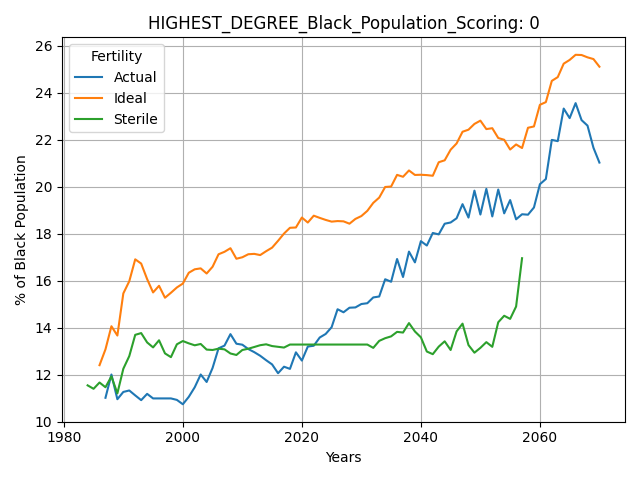 HIGHEST_DEGREE_Black_Population_Scoring: 0
26
24
22
20
18
16
14
12
10
% of Black Population
Fertility
Actual
Ideal
Sterile
1980
2000
2020
2040
2060
Years